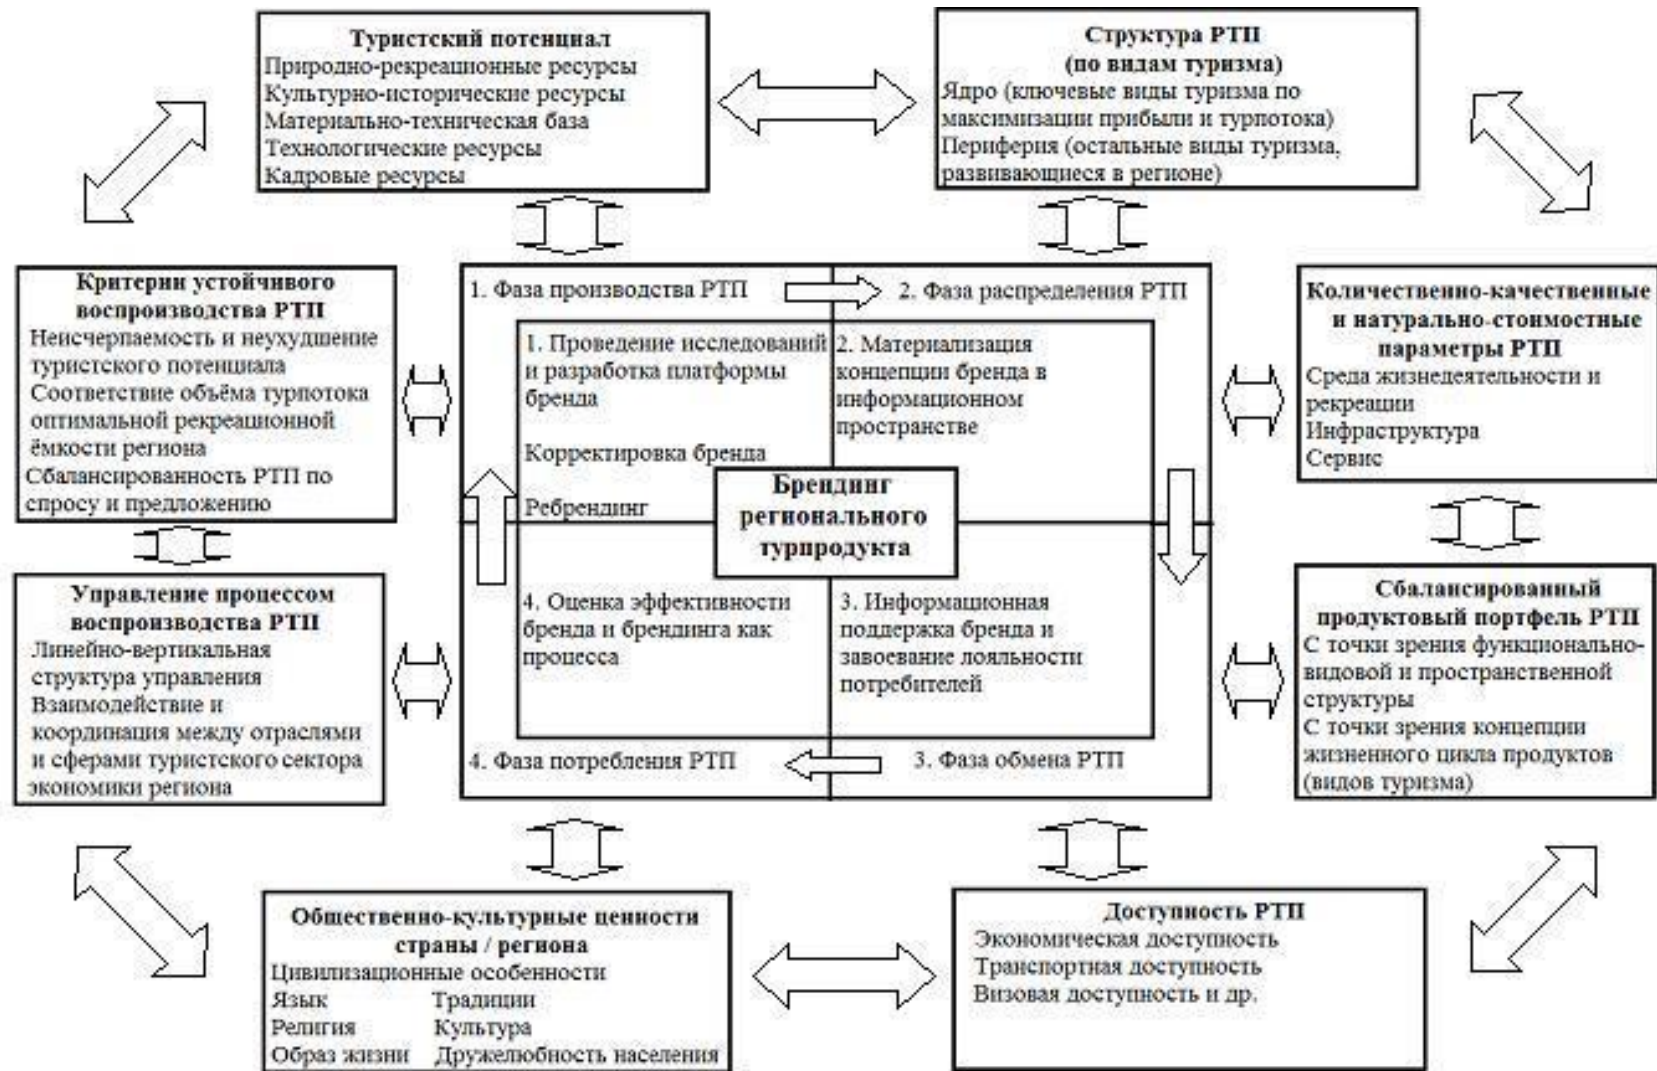 Туристский потенциал
Природно-рекреационные ресурсы
Культурно-исторические ресурсы
Материально-техническая база
Технологические ресурсы
Кадровые ресурсы
Структура РТП
(по видам туризма)
Ядро (ключевые виды туризма по
максимизации прибыли и турпотока)
Периферия (остальные виды туризма,
развивающиеся в регионе)
Критерии устойчивого
воспроизводства РТП
Неисчерпаемость и неухудшение
туристского потенциала
Соответствие объёма турпотока
оптимальной рекреационной
ёмкости региона
Сбалансированность РТП по
спросу и предложению
1. Фаза производства РТП
2. Фаза распределения РТП
1. Проведение исследований
и разработка платформы
бренда
Корректировка бренда
Ребрендинг
2. Материализация
концепции бренда в
информационном
пространстве
Брендинг
регионального
турпродукта
Количественно-качественные
и натурально-стоимостные
параметры РТП
Среда жизнедеятельности и
рекреации
Инфраструктура
Сервис
Управление процессом
воспроизводства РТП
Линейно-вертикальная
структура управления
Взаимодействие и
координация между отраслями
и сферами туристского сектора
экономики региона
4. Оценка эффективности
бренда и брендинга как
процесса
3. Информационная
поддержка бренда и
завоевание лояльности
потребителей
4. Фаза потребления РТП
3. Фаза обмена РТП
Сбалансированный
продуктовый портфель РТП
С точки зрения функционально-
видовой и пространственной
структуры
С точки зрения концепции
жизненного цикла продуктов
(видов туризма)
Общественно-культурные ценности
страны / региона
Цивилизационные особенности
Язык Традиции
Религия Культура
Образ жизни Дружелюбность населения
Доступность РТП
Экономическая доступность
Транспортная доступность
Визовая доступность и др.